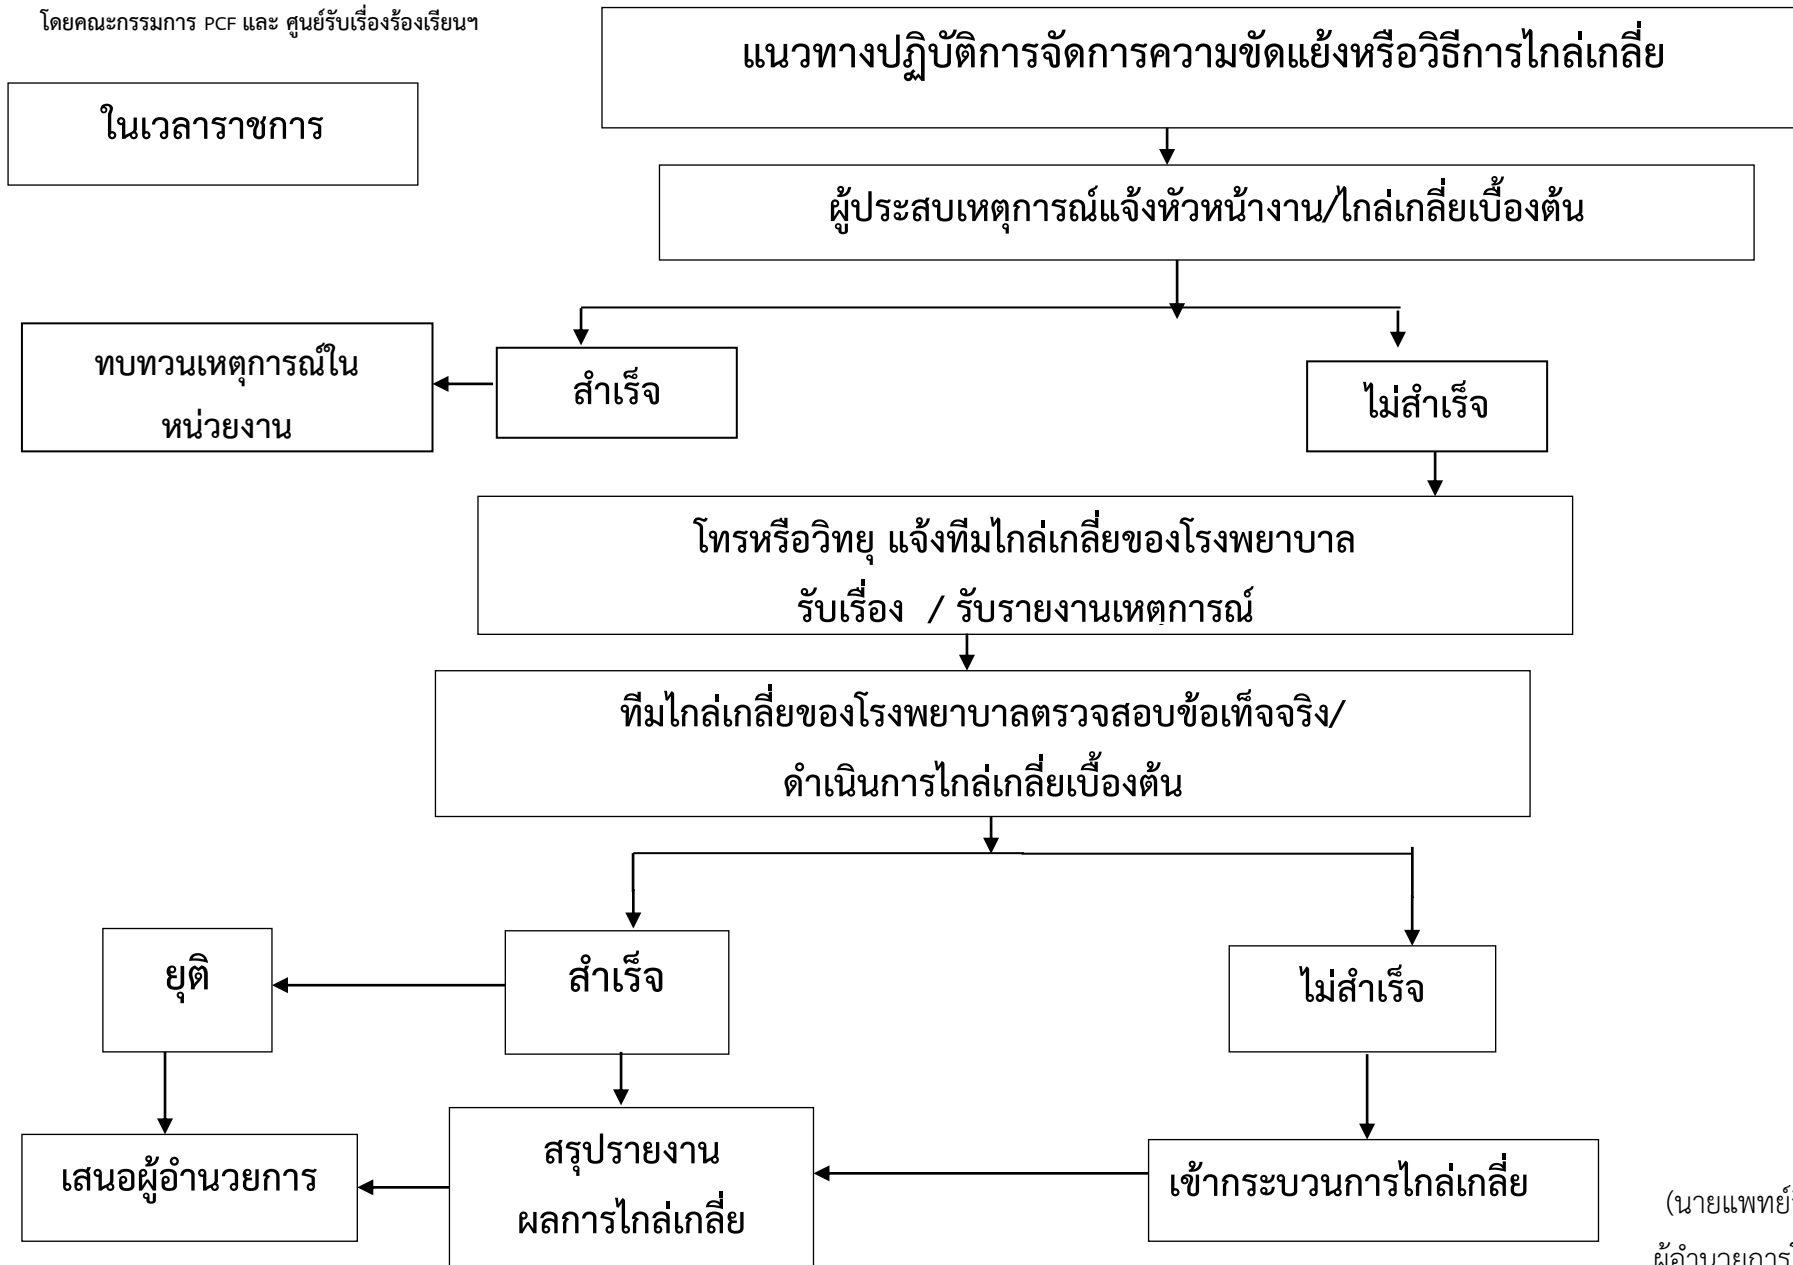 โดยคณะกรรมการ PCF และ ศูนย์รับเรื่องร้องเรียนฯ
แนวทางปฏิบัติการจัดการความขัดแย้งหรือวิธีการไกล่เกลี่ย
ในเวลาราชการ
ผู้ประสบเหตุการณ์แจ้งหัวหน้างาน/ไกล่เกลี่ยเบื้องต้น
ทบทวนเหตุการณ์ใน
หน่วยงาน
สำเร็จ
ไม่สำเร็จ
โทรหรือวิทยุ แจ้งทีมไกล่เกลี่ยของโรงพยาบาล
รับเรื่อง / รับรายงานเหตุการณ์
ทีมไกล่เกลี่ยของโรงพยาบาลตรวจสอบข้อเท็จจริง/
ดำเนินการไกล่เกลี่ยเบื้องต้น
ยุติ
สำเร็จ
ไม่สำเร็จ
เสนอผู้อำนวยการ
สรุปรายงาน
ผลการไกล่เกลี่ย
เข้ากระบวนการไกล่เกลี่ย
(นายแพทย์
ผู้อำนวยการ